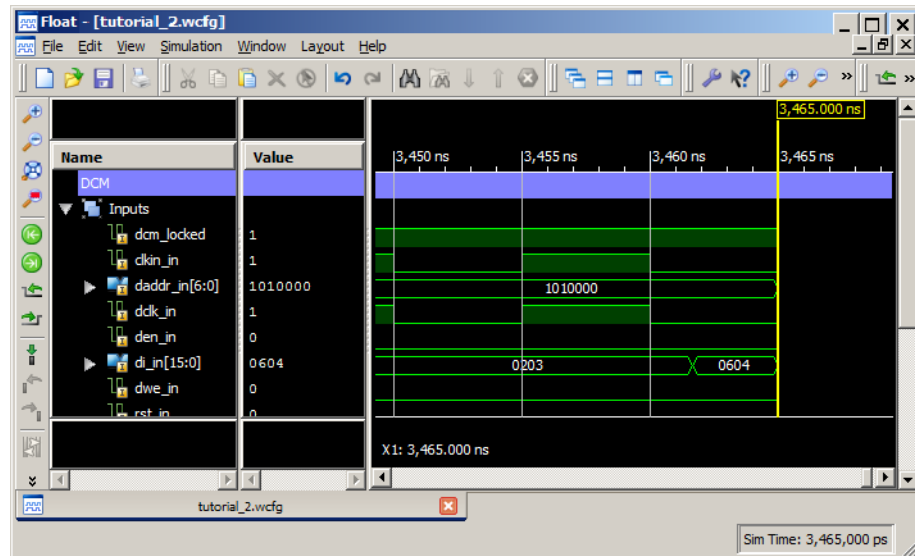 Float - [tutorial_2.wcfg]
File Edit View Simulation Window Layout Help
» »
3,465.000 ns
Name Value 3,450 ns 3,455 ns 3,460 ns 3,465 ns
DCM
Inputs
dcm_locked 1
clkin_in 1
daddr_in[6:0] 1010000 1010000
dclk_in 1
den_in 0
di_in[15:0] 0604 0203 0604
dwe_in 0
rst_in 0
X1: 3,465.000 ns
tutorial_2.wcfg
Sim Time: 3,465,000 ps